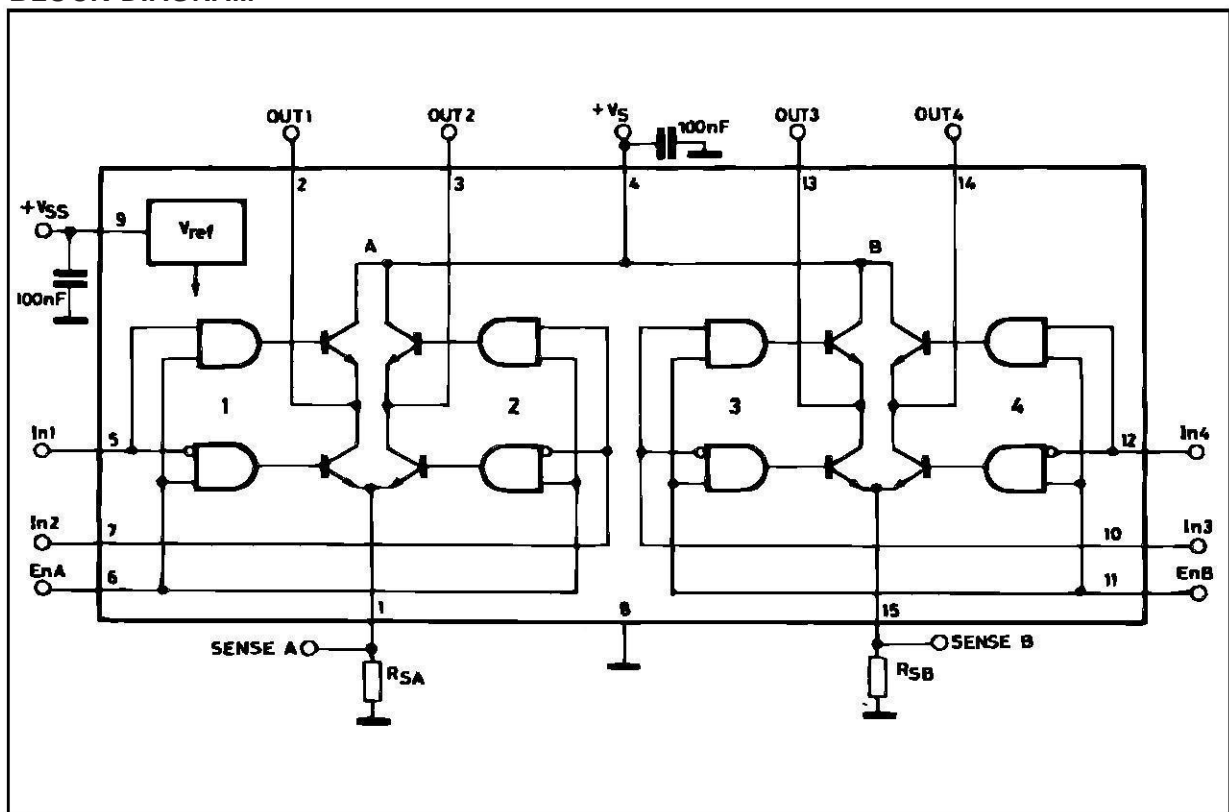 BLOCK DIAGRAM
OUT1
OUT2
+VS
100nF
OUT3
OUT4
2
3
4
13
14
+VSS
9
Vref
A
B
100nF
1
2
3
4
In1
5
12
In4
In2
7
10
In3
EnA
6
11
EnB
1
8
15
SENSE A
RSA
SENSE B
RSB